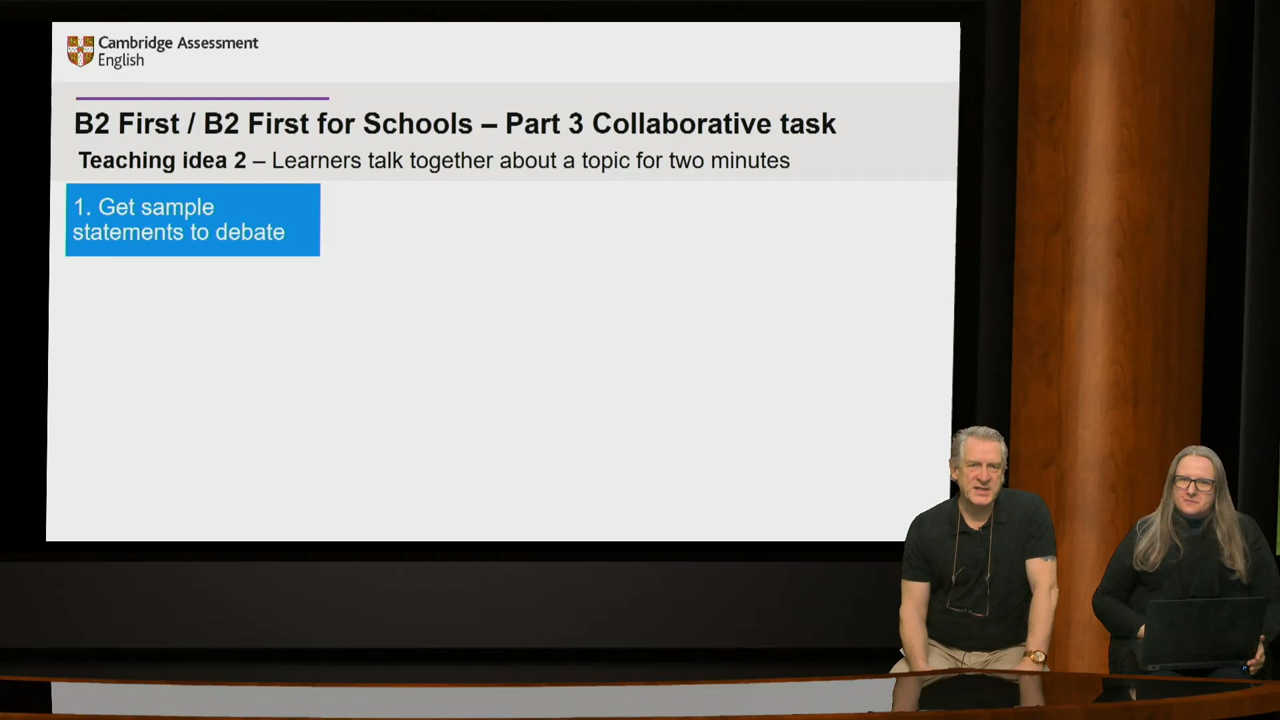 Cambridge Assessment
English
B2 First / B2 First for Schools – Part 3 Collaborative task
Teaching idea 2 – Learners talk together about a topic for two minutes
1. Get sample
statements to debate